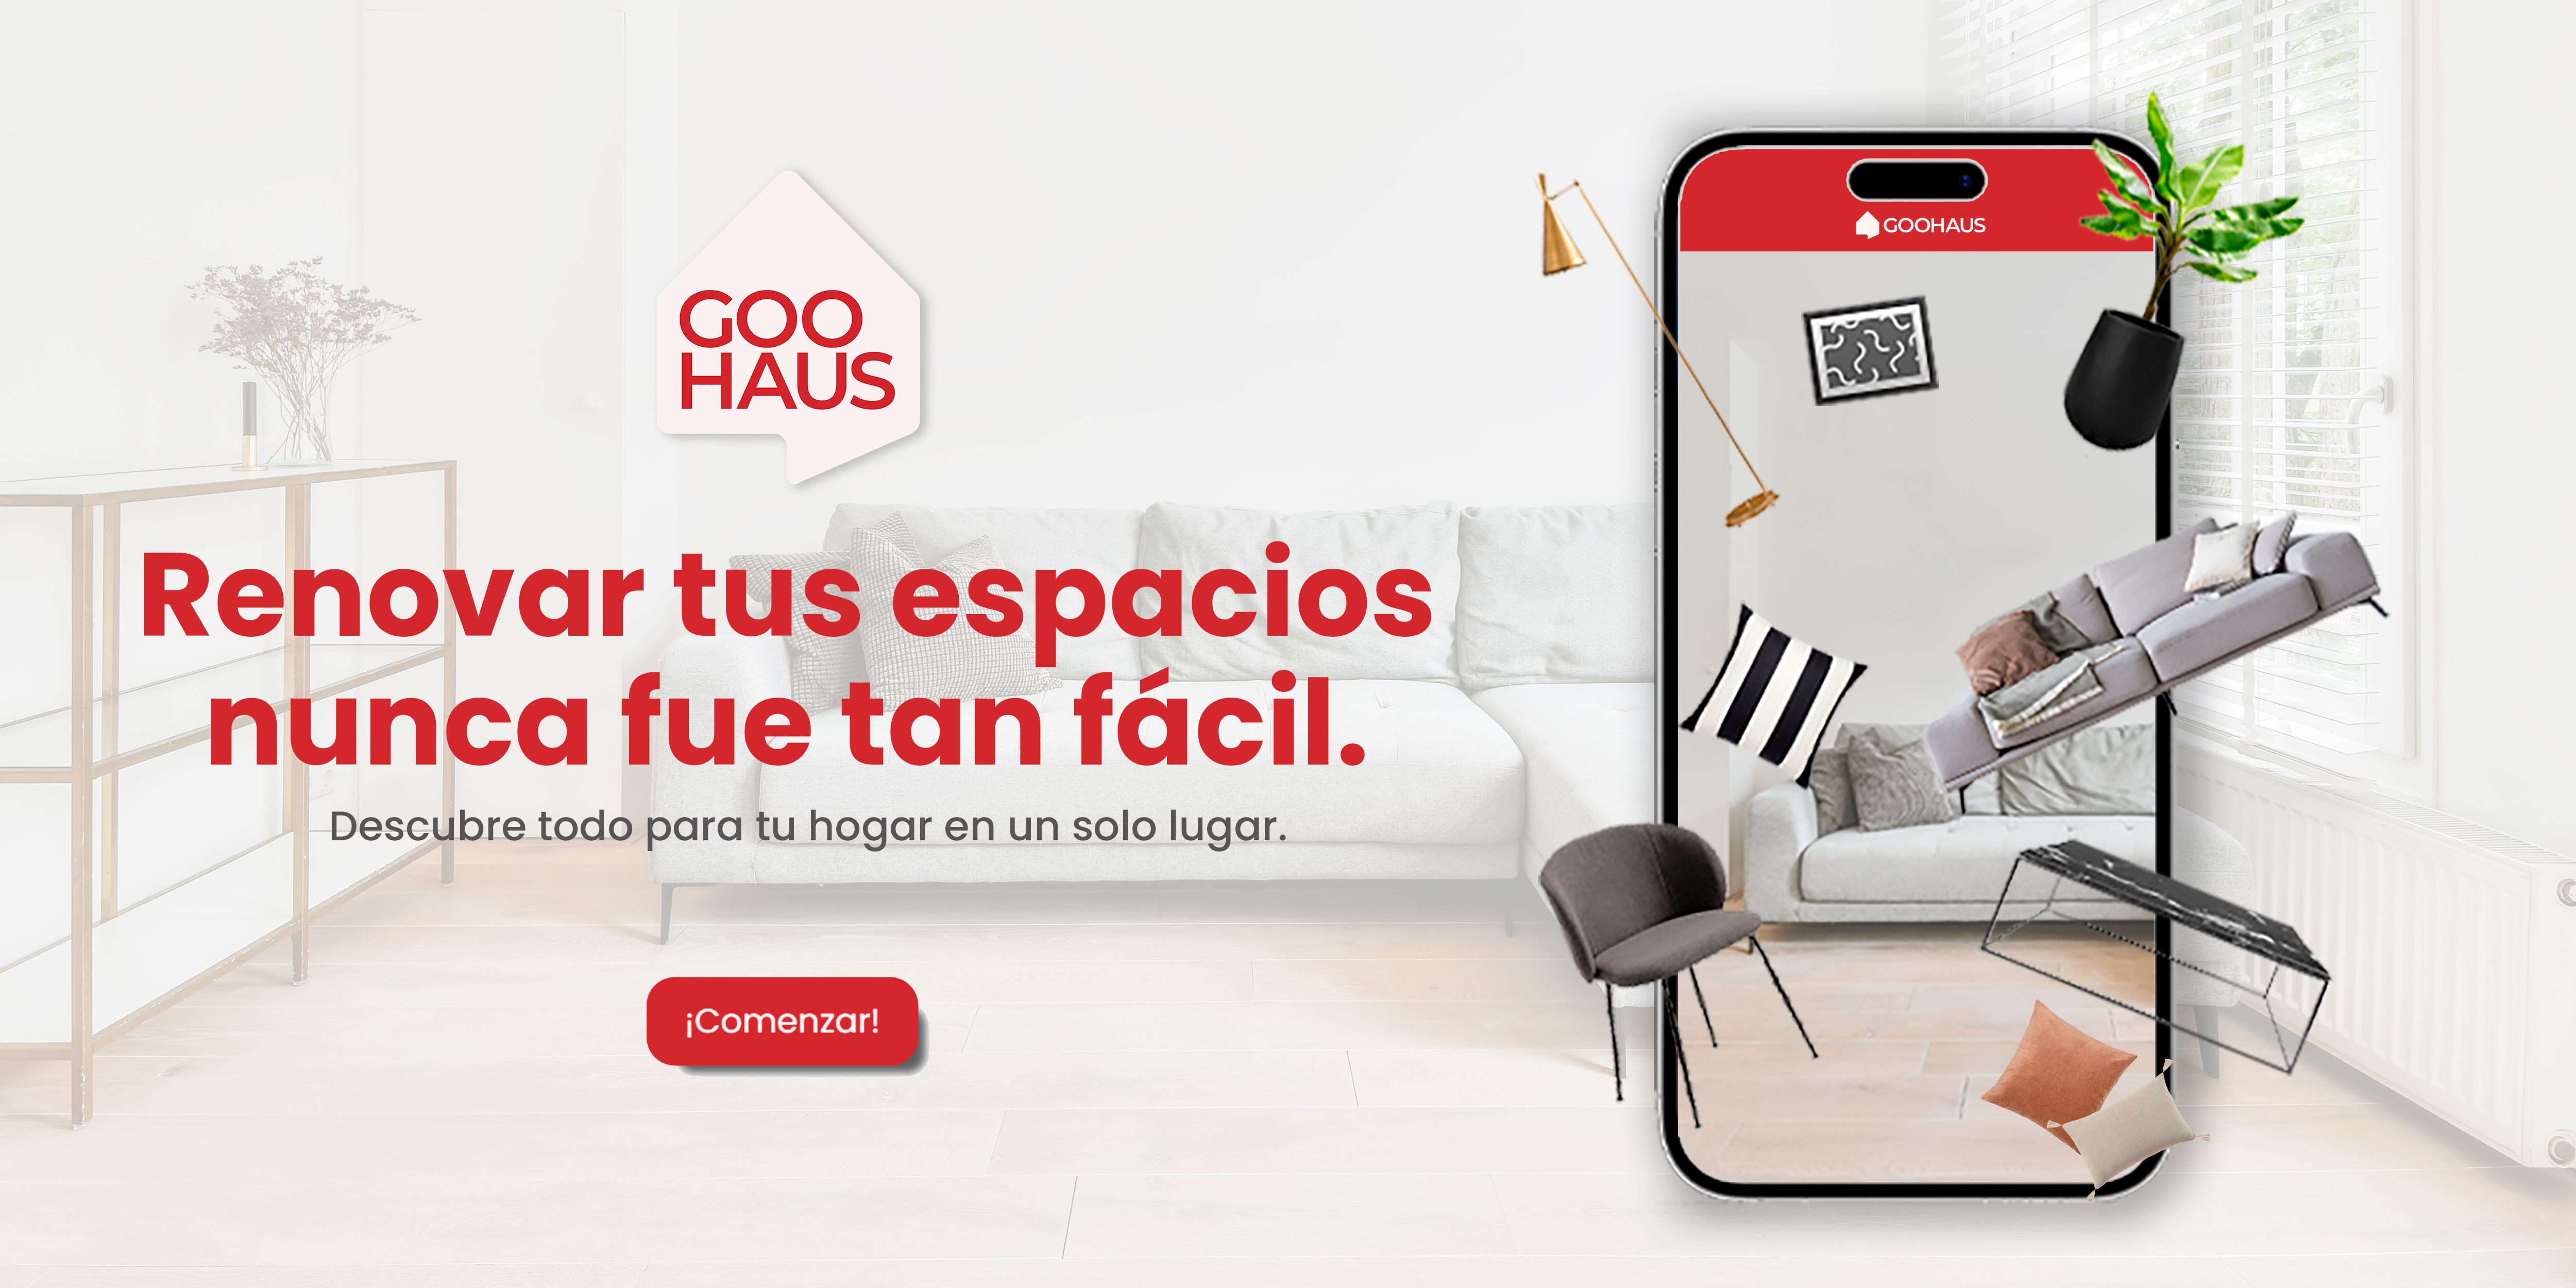 GOO
HAUS
Renovar tus espacios
nunca fue tan fácil.
Descubre todo para tu hogar en un solo lugar.
¡Comenzar!
GOOHAUS